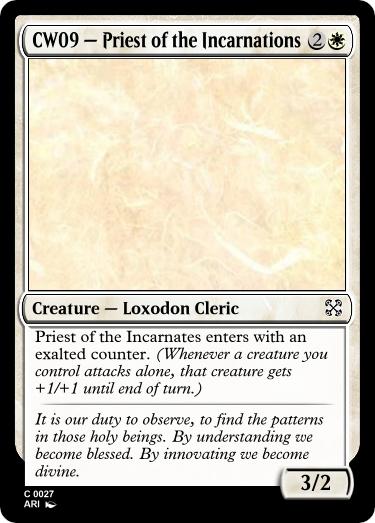 CW09 — Priest of the Incarnations 2
Creature — Loxodon Cleric
Priest of the Incarnates enters with an
exalted counter. (Whenever a creature you
control attacks alone, that creature gets
+1/+1 until end of turn.)
It is our duty to observe, to find the patterns
in those holy beings. By understanding we
become blessed. By innovating we become
divine.
3/2
C 0027
ARI